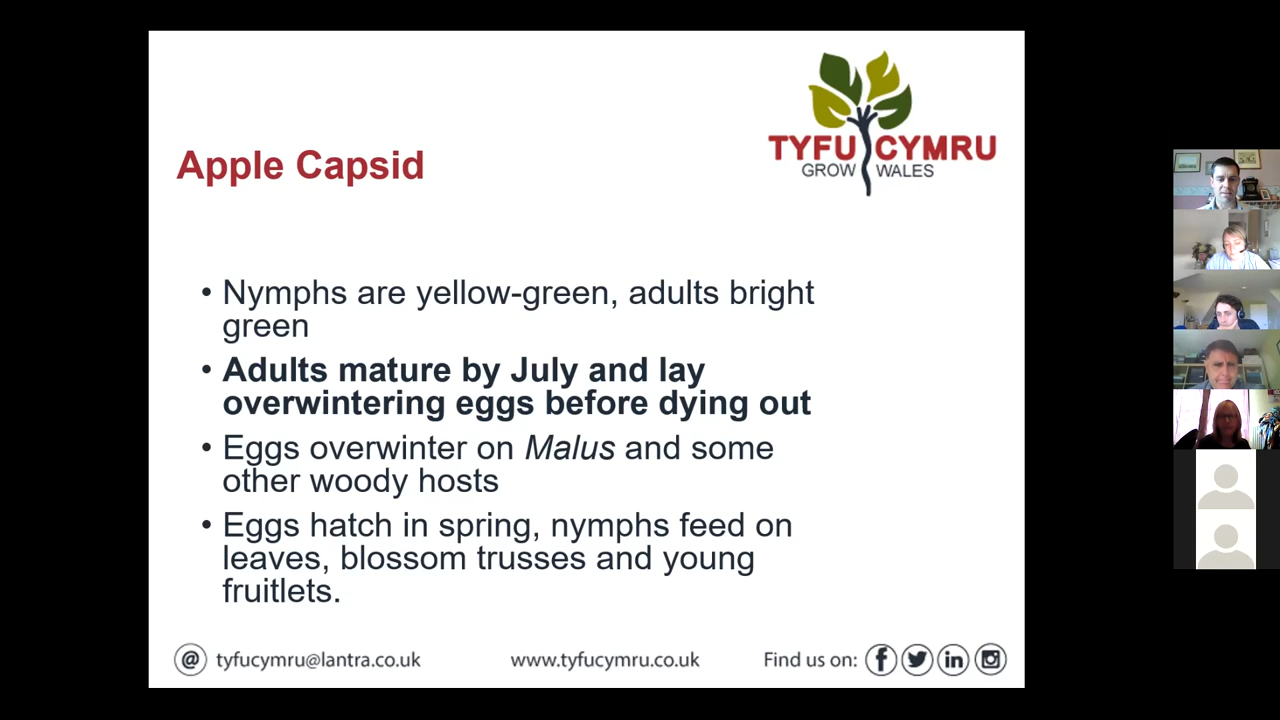 TYFU CYMRU
GROW WALES
Apple Capsid
• Nymphs are yellow-green, adults bright
green
• Adults mature by July and lay
overwintering eggs before dying out
• Eggs overwinter on Malus and some
other woody hosts
• Eggs hatch in spring, nymphs feed on
leaves, blossom trusses and young
fruitlets.
@ tyfucymru@lantra.co.uk
www.tyfucymru.co.uk
Find us on: f in